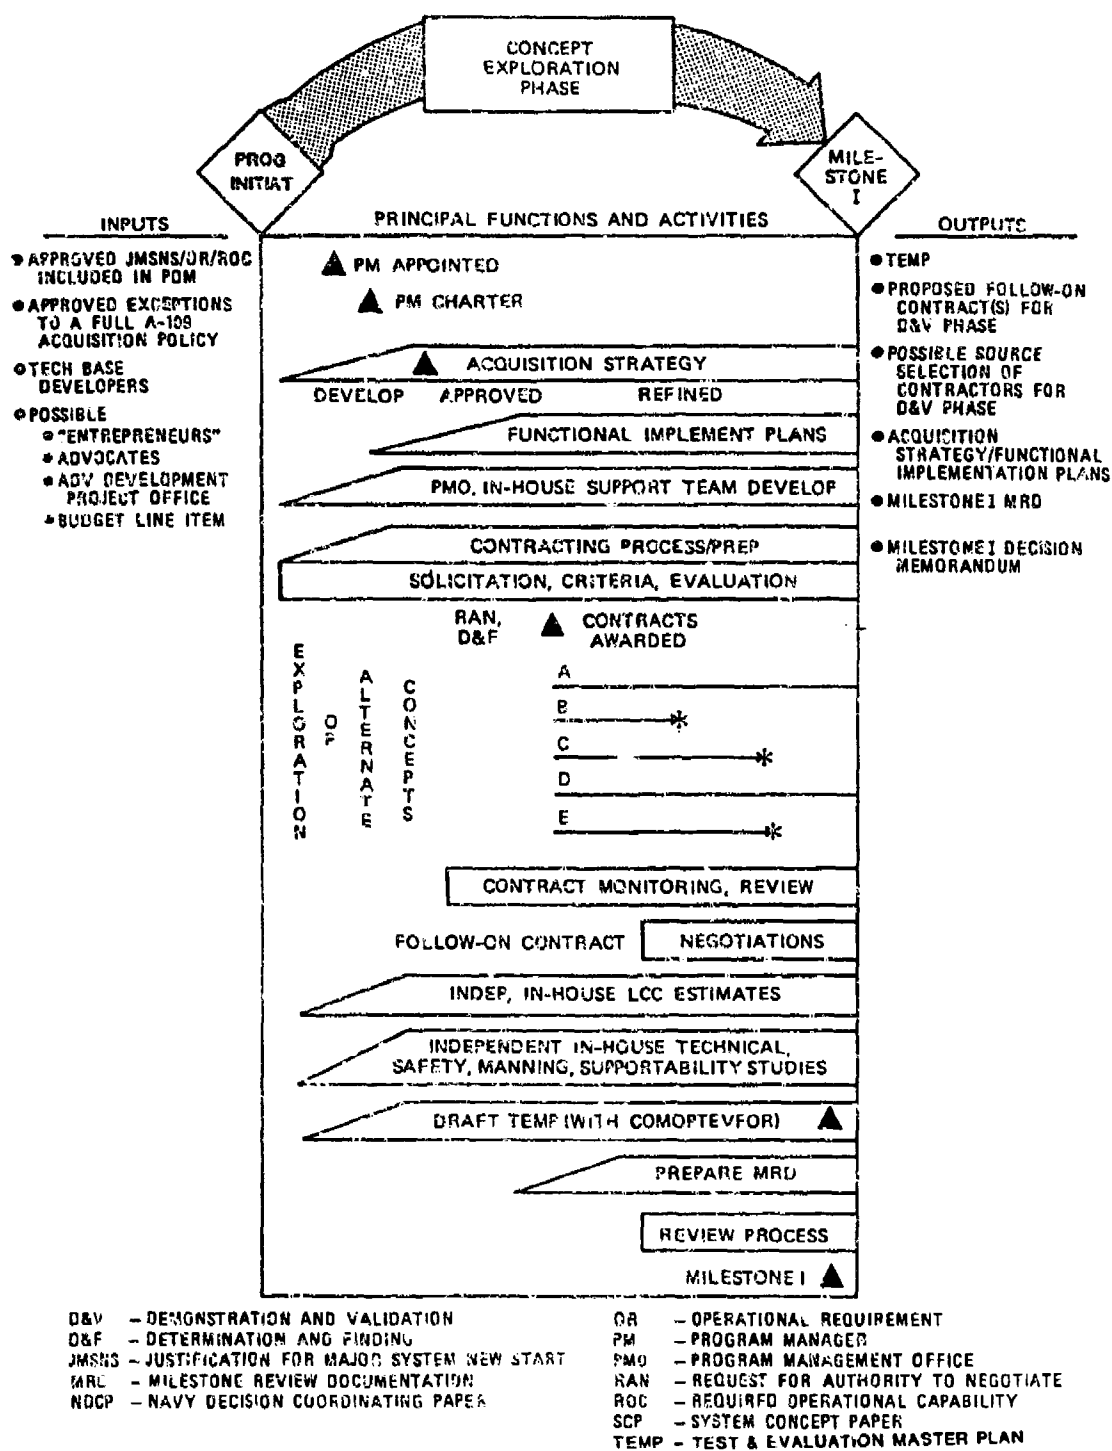 CONCEPT
EXPLORATION
PHASE
PROG
INITIAT
MILE-
STONE
I
INPUTS
PRINCIPAL FUNCTIONS AND ACTIVITIES
OUTPUTS
APPROVED JMSNS/OR/ROC
INCLUDED IN POM
APPROVED EXCEPTIONS
TO A FULL A-109
ACQUISITION POLICY
TECH BASE
DEVELOPERS
POSSIBLE
"ENTREPRENEURS"
ADVOCATES
ADV DEVELOPMENT
PROJECT OFFICE
BUDGET LINE ITEM
PM APPOINTED
PM CHARTER
ACQUISITION STRATEGY
DEVELOP APPROVED REFINED
FUNCTIONAL IMPLEMENT PLANS
PMO, IN-HOUSE SUPPORT TEAM DEVELOP
CONTRACTING PROCESS/PREP
SOLICITATION, CRITERIA, EVALUATION
RAN,
D&F
CONTRACTS
AWARDED
EXPLORATION
OF
ALTERNATE
CONCEPTS
A
B
C
D
E
CONTRACT MONITORING, REVIEW
FOLLOW-ON CONTRACT NEGOTIATIONS
INDEP, IN-HOUSE LCC ESTIMATES
INDEPENDENT IN-HOUSE TECHNICAL,
SAFETY, MANNING, SUPPORTABILITY STUDIES
DRAFT TEMP (WITH COMOPTEVFOR)
PREPARE MRD
REVIEW PROCESS
MILESTONE I
TEMP
PROPOSED FOLLOW-ON
CONTRACT(S) FOR
D&V PHASE
POSSIBLE SOURCE
SELECTION OF
CONTRACTORS FOR
D&V PHASE
ACQUISITION
STRATEGY/FUNCTIONAL
IMPLEMENTATION PLANS
MILESTONE I MRD
MILESTONE I DECISION
MEMORANDUM
D&V – DEMONSTRATION AND VALIDATION
D&F – DETERMINATION AND FINDING
JMSNS – JUSTIFICATION FOR MAJOR SYSTEM NEW START
MRD – MILESTONE REVIEW DOCUMENTATION
NDCP – NAVY DECISION COORDINATING PAPER
OR – OPERATIONAL REQUIREMENT
PM – PROGRAM MANAGER
PMO – PROGRAM MANAGEMENT OFFICE
RAN – REQUEST FOR AUTHORITY TO NEGOTIATE
ROC – REQUIRED OPERATIONAL CAPABILITY
SCP – SYSTEM CONCEPT PAPER
TEMP – TEST & EVALUATION MASTER PLAN